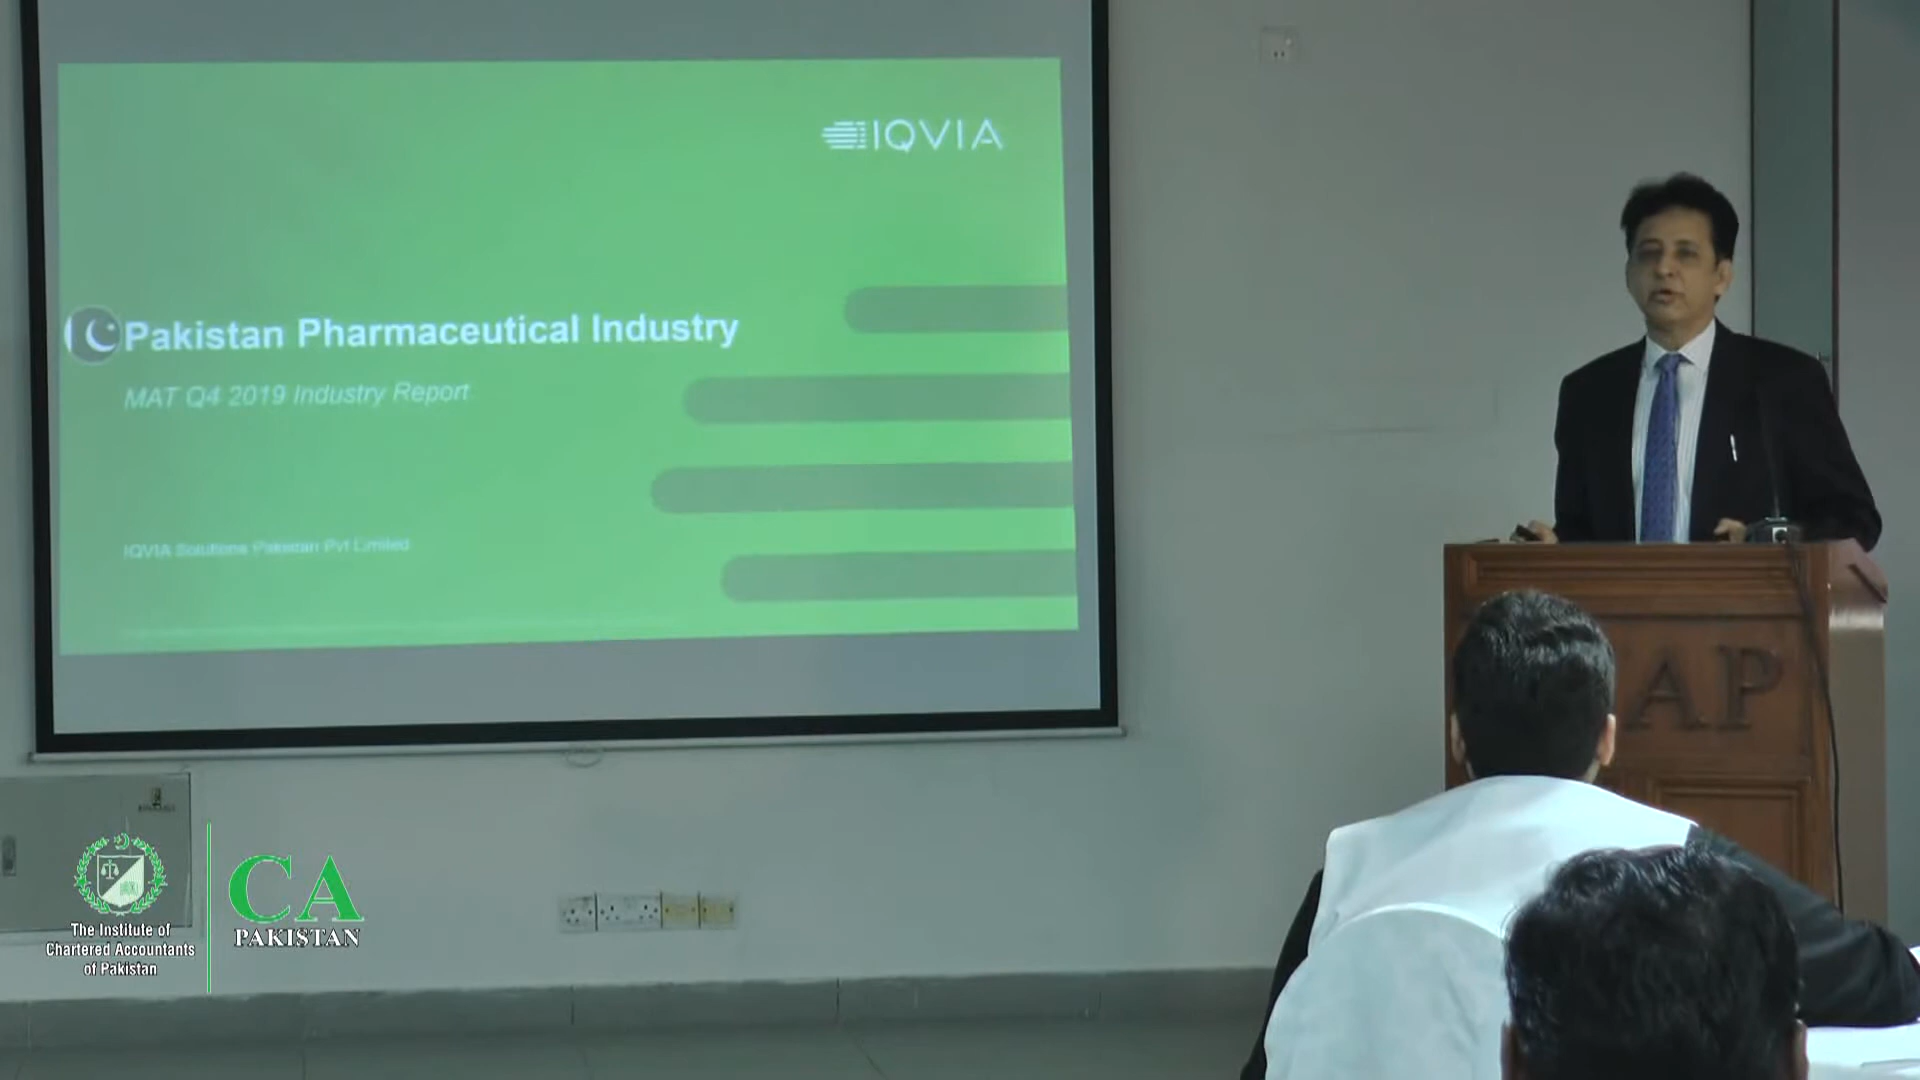 IQVIA
Pakistan Pharmaceutical Industry
MAT Q4 2019 Industry Report
IQVIA Solutions Pakistan Pvt Limited
AP
The Institute of
Chartered Accountants
of Pakistan
CA
PAKISTAN